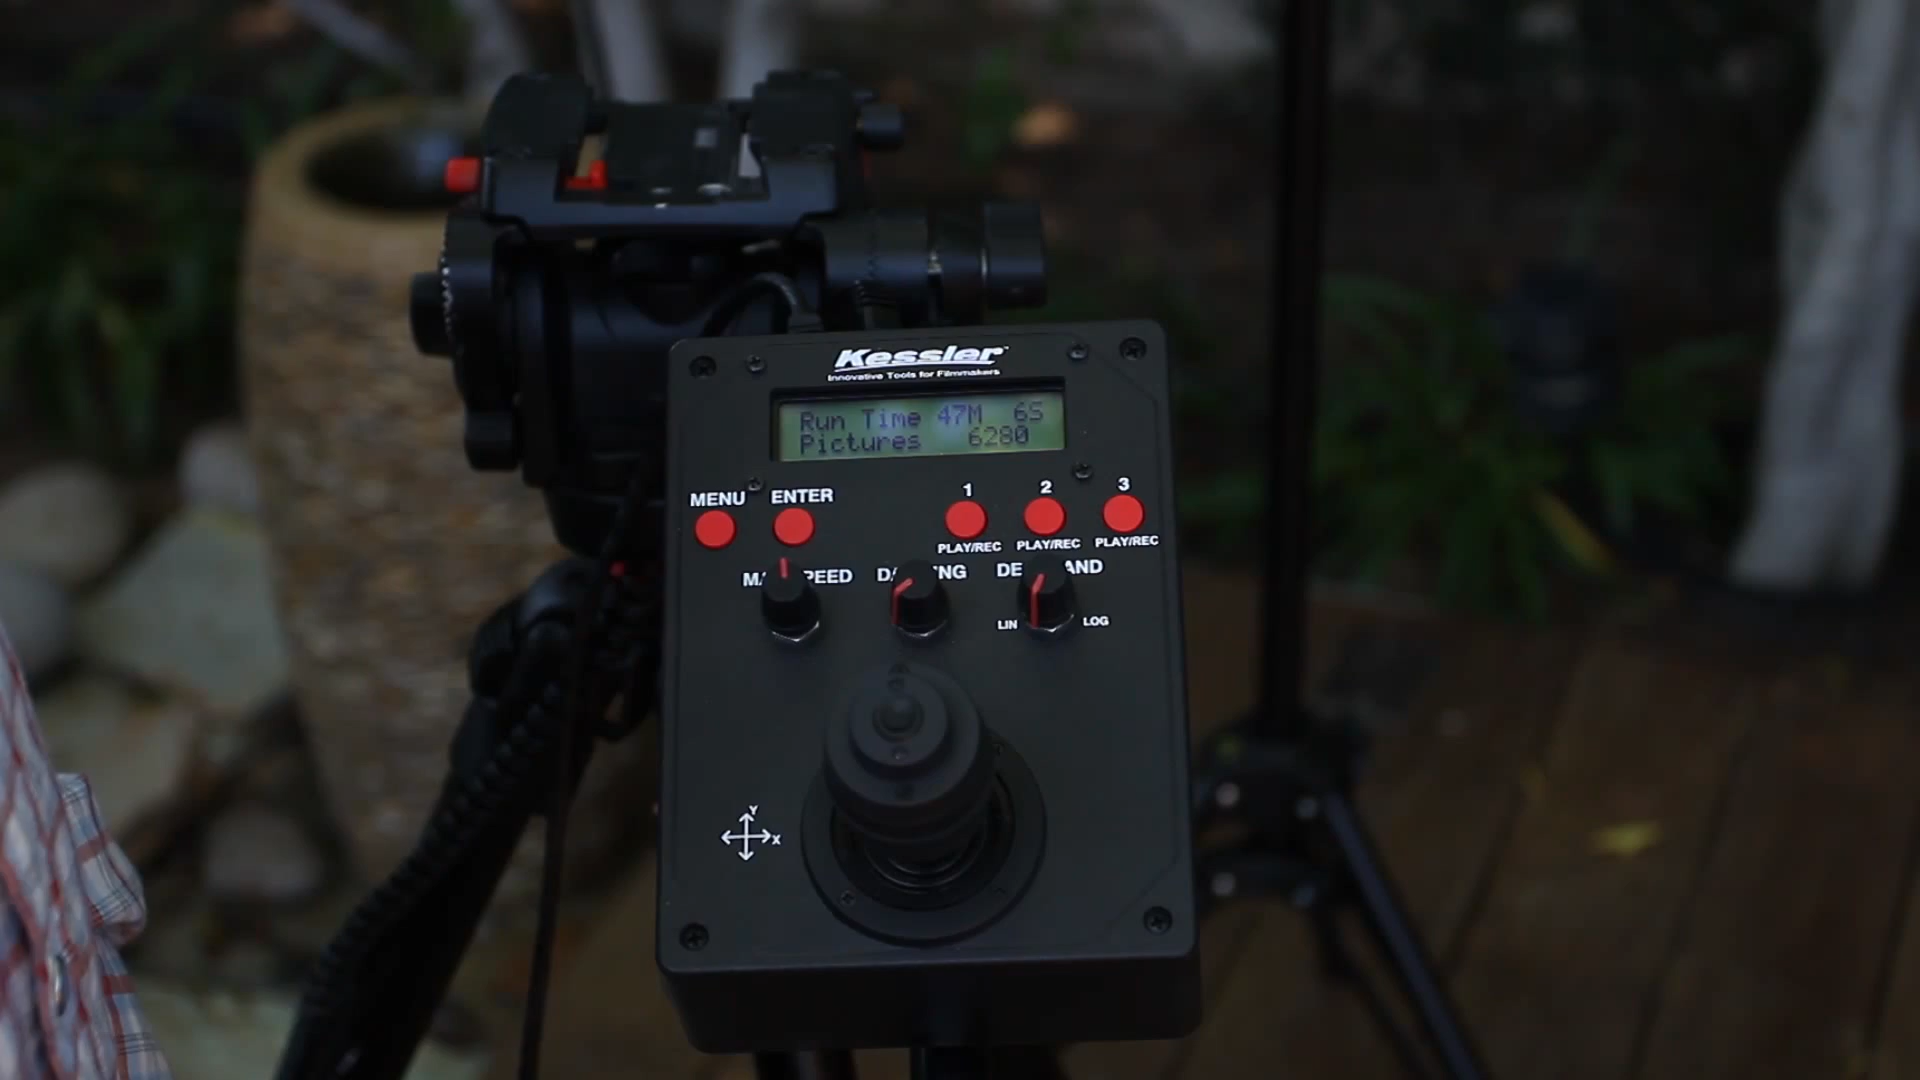 Kessler
Innovative Tools for Filmmakers
Run Time 47M 6S
Pictures 6280
MENU ENTER 1 2 3
PLAY/REC PLAY/REC PLAY/REC
LIN LOG
Y
X